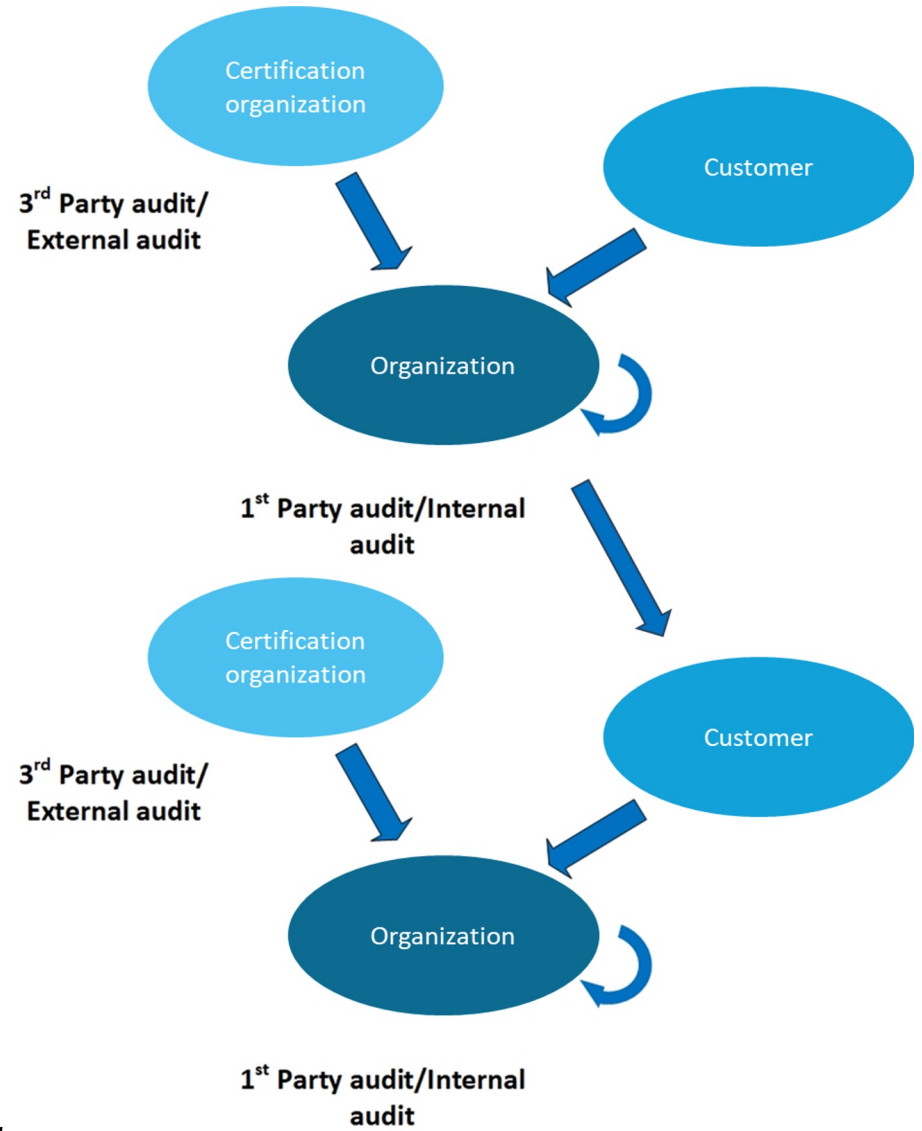 Certification
organization
Customer
3rd Party audit/
External audit
Organization
1st Party audit/Internal
audit
Certification
organization
Customer
3rd Party audit/
External audit
Organization
1st Party audit/Internal
audit